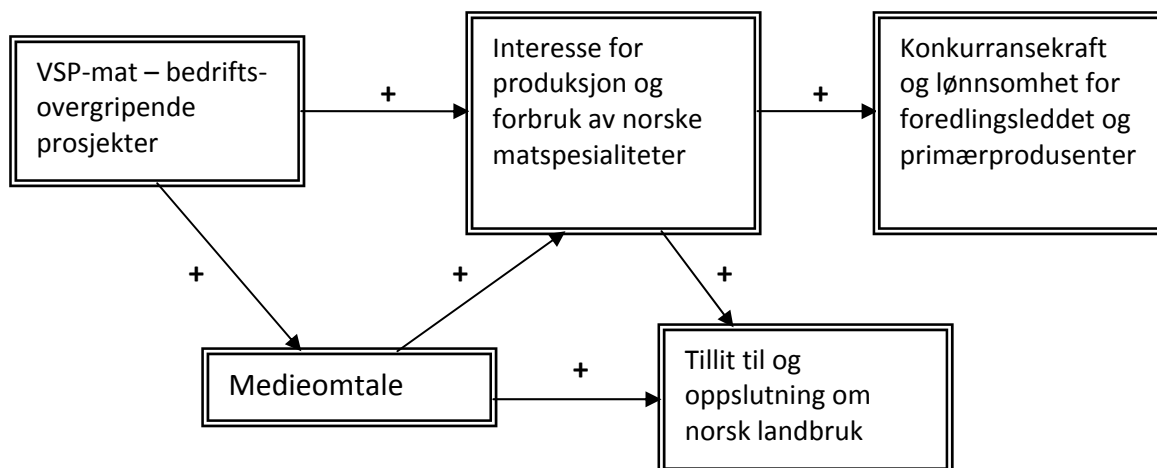 VSP-mat – bedrifts-
overgripende
prosjekter
+
Interesse for
produksjon og
forbruk av norske
matspesialiteter
+
Konkurransekraft
og lønnsomhet for
foredlingsleddet og
primærprodusenter
+
+
+
Medieomtale
+
Tillit til og
oppslutning om
norsk landbruk